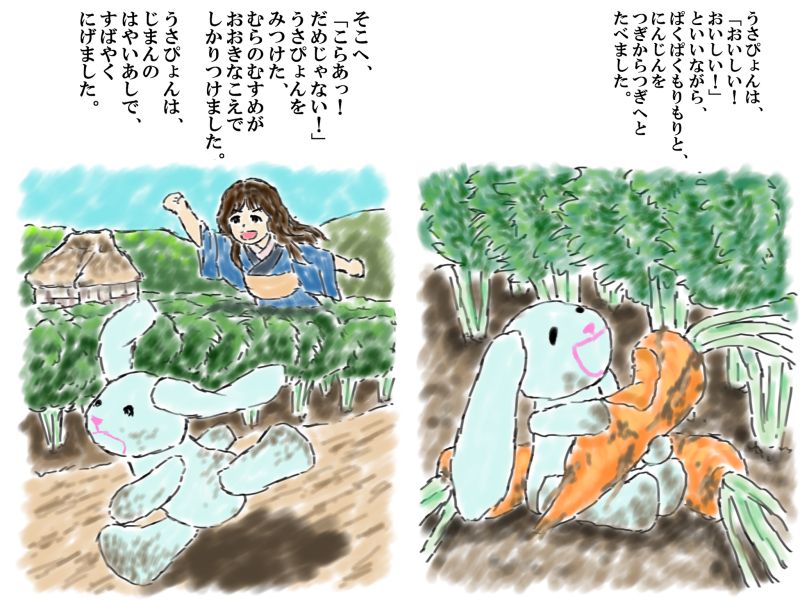 うさぴょんは、
「おいしい！
おいしい！」
といいながら、
ぱくぱくもりもりと、
にんじんを
つぎからつぎへと
たべました。
そこへ、
「こらあっ！
だめじゃない！」
うさぴょんを
みつけた、
むらのむすめが
おおきなこえで
しかりつけました。
うさぴょんは、
じまんの
はやいあしで、
すばやく
にげました。